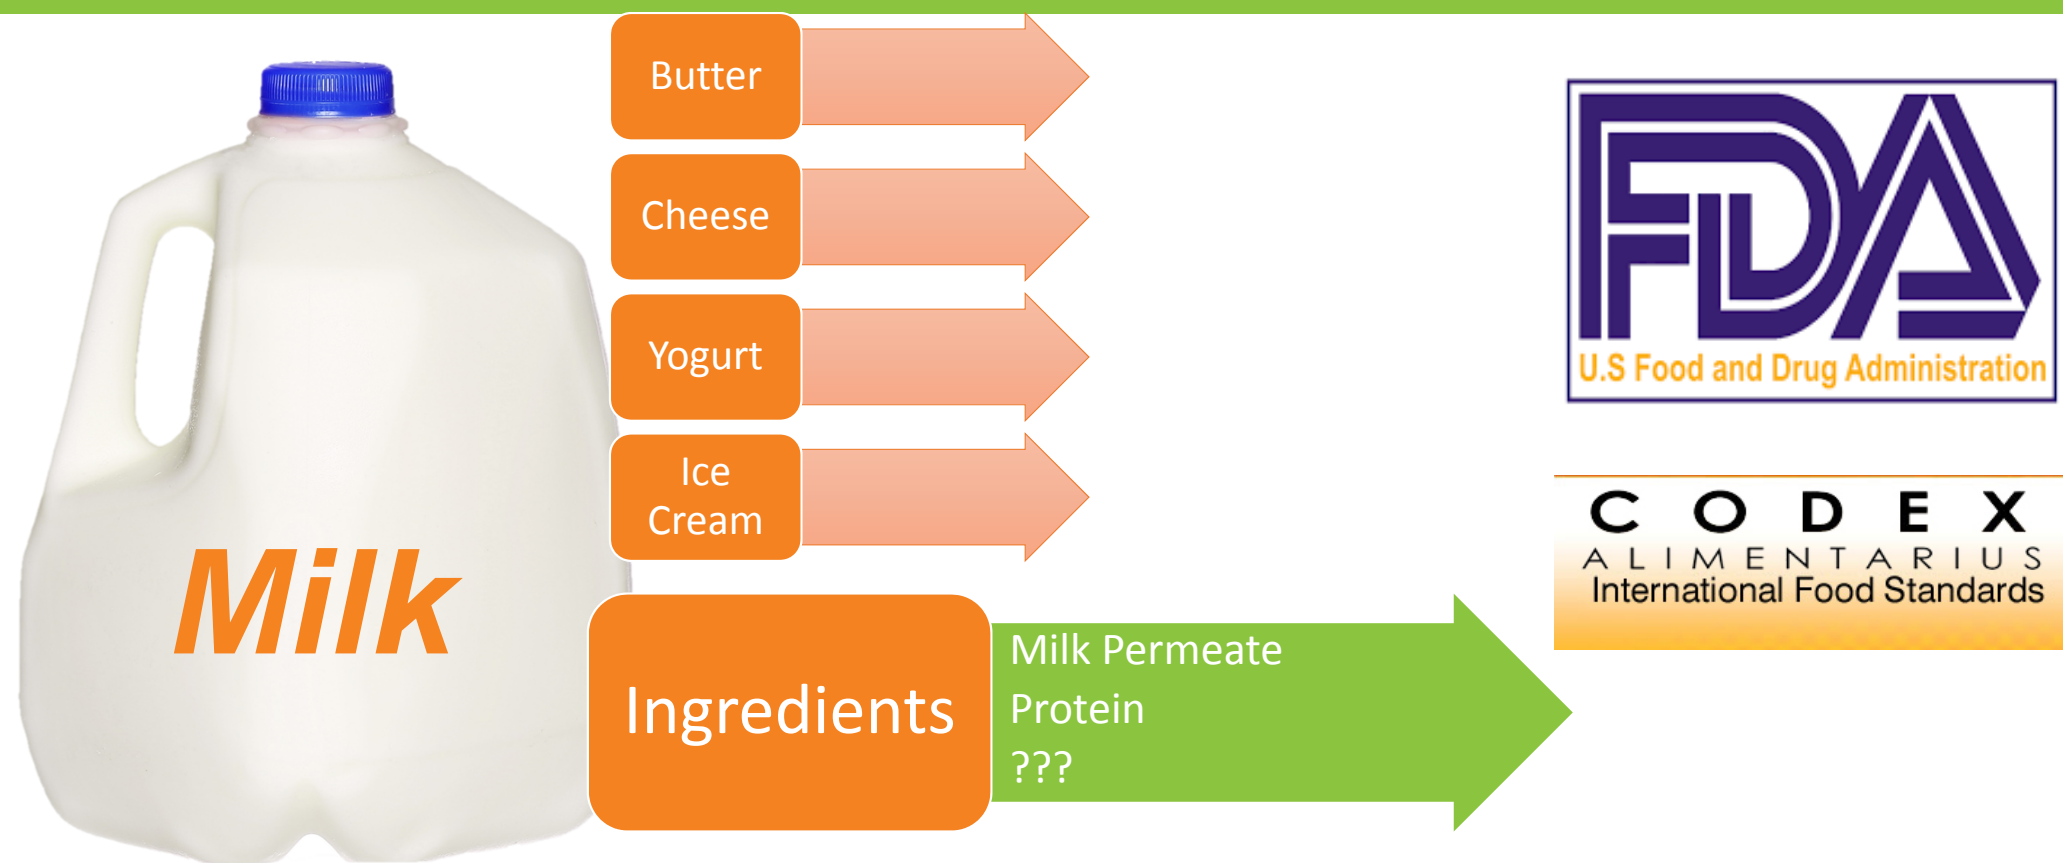 Butter
Cheese
Yogurt
Ice
Cream
Milk
Ingredients
Milk Permeate
Protein
???
FDA
U.S Food and Drug Administration
CODEX
ALIMENTARIUS
International Food Standards